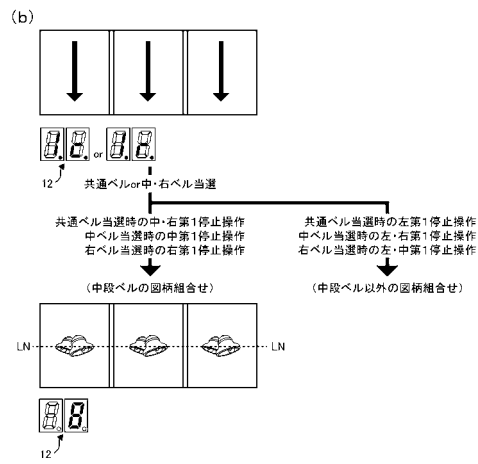 (b)
or
12
共通ベルor中・右ベル当選
共通ベル当選時の中・右第1停止操作
中ベル当選時の中第1停止操作
右ベル当選時の右第1停止操作
共通ベル当選時の左第1停止操作
中ベル当選時の左・右第1停止操作
右ベル当選時の左・中第1停止操作
(中段ベルの図柄組合せ)
(中段ベル以外の図柄組合せ)
LN
LN
8
12